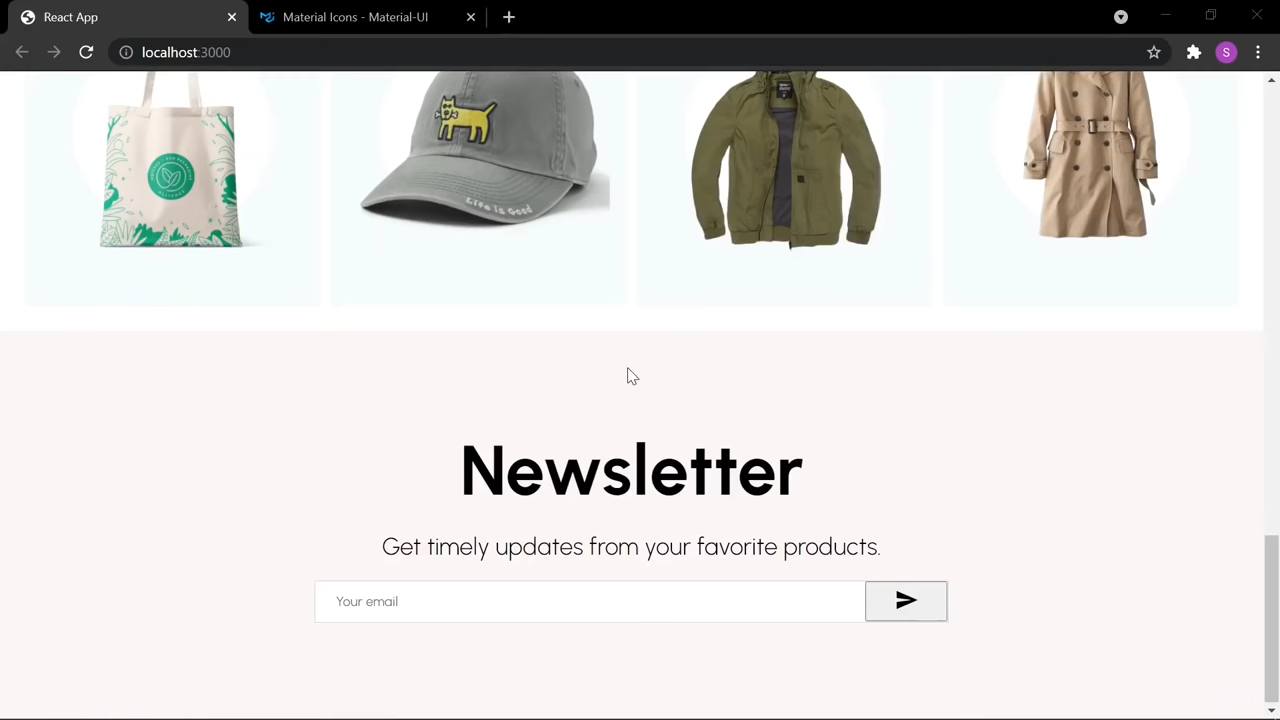 React App
Material Icons - Material-UI
localhost:3000
S
Life is Good
Newsletter
Get timely updates from your favorite products.
Your email